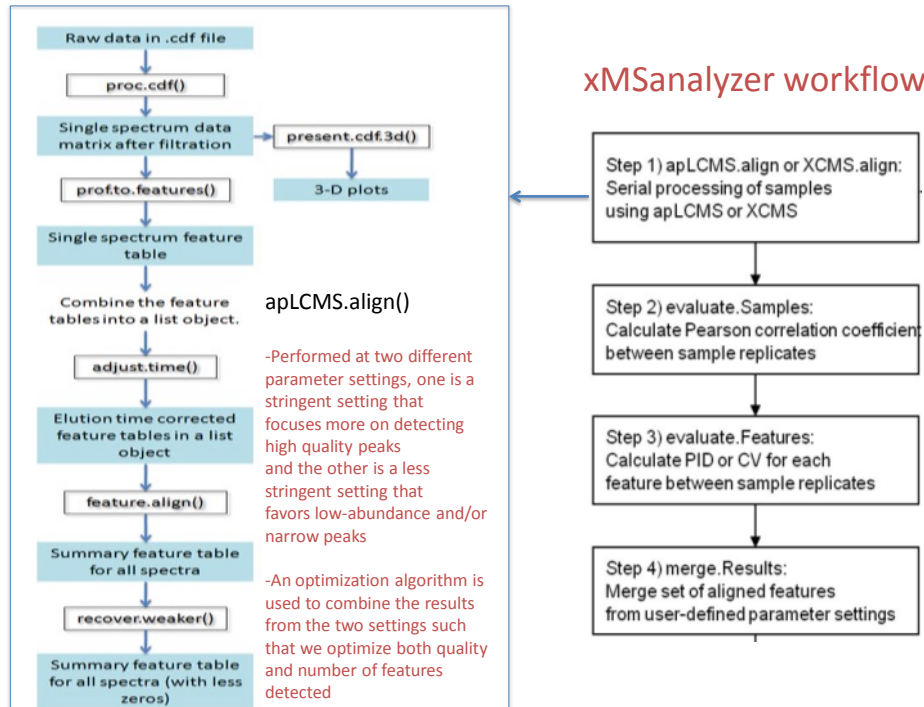 Raw data in .cdf file
proc.cdf()
Single spectrum data
matrix after filtration
present.cdf.3d()
3-D plots
prof.to.features()
Single spectrum feature
table
Combine the feature
tables into a list object.
adjust.time()
Elution time corrected
feature tables in a list
object
feature.align()
Summary feature table
for all spectra
recover.weaker()
Summary feature table
for all spectra (with less
zeros)
apLCMS.align()
-Performed at two different
parameter settings, one is a
stringent setting that
focuses more on detecting
high quality peaks
and the other is a less
stringent setting that
favors low-abundance and/or
narrow peaks
-An optimization algorithm is
used to combine the results
from the two settings such
that we optimize both quality
and number of features
detected
xMSanalyzer workflow
Step 1) apLCMS.align or XCMS.align:
Serial processing of samples
using apLCMS or XCMS
Step 2) evaluate.Samples:
Calculate Pearson correlation coefficient
between sample replicates
Step 3) evaluate.Features:
Calculate PID or CV for each
feature between sample replicates
Step 4) merge.Results:
Merge set of aligned features
from user-defined parameter settings